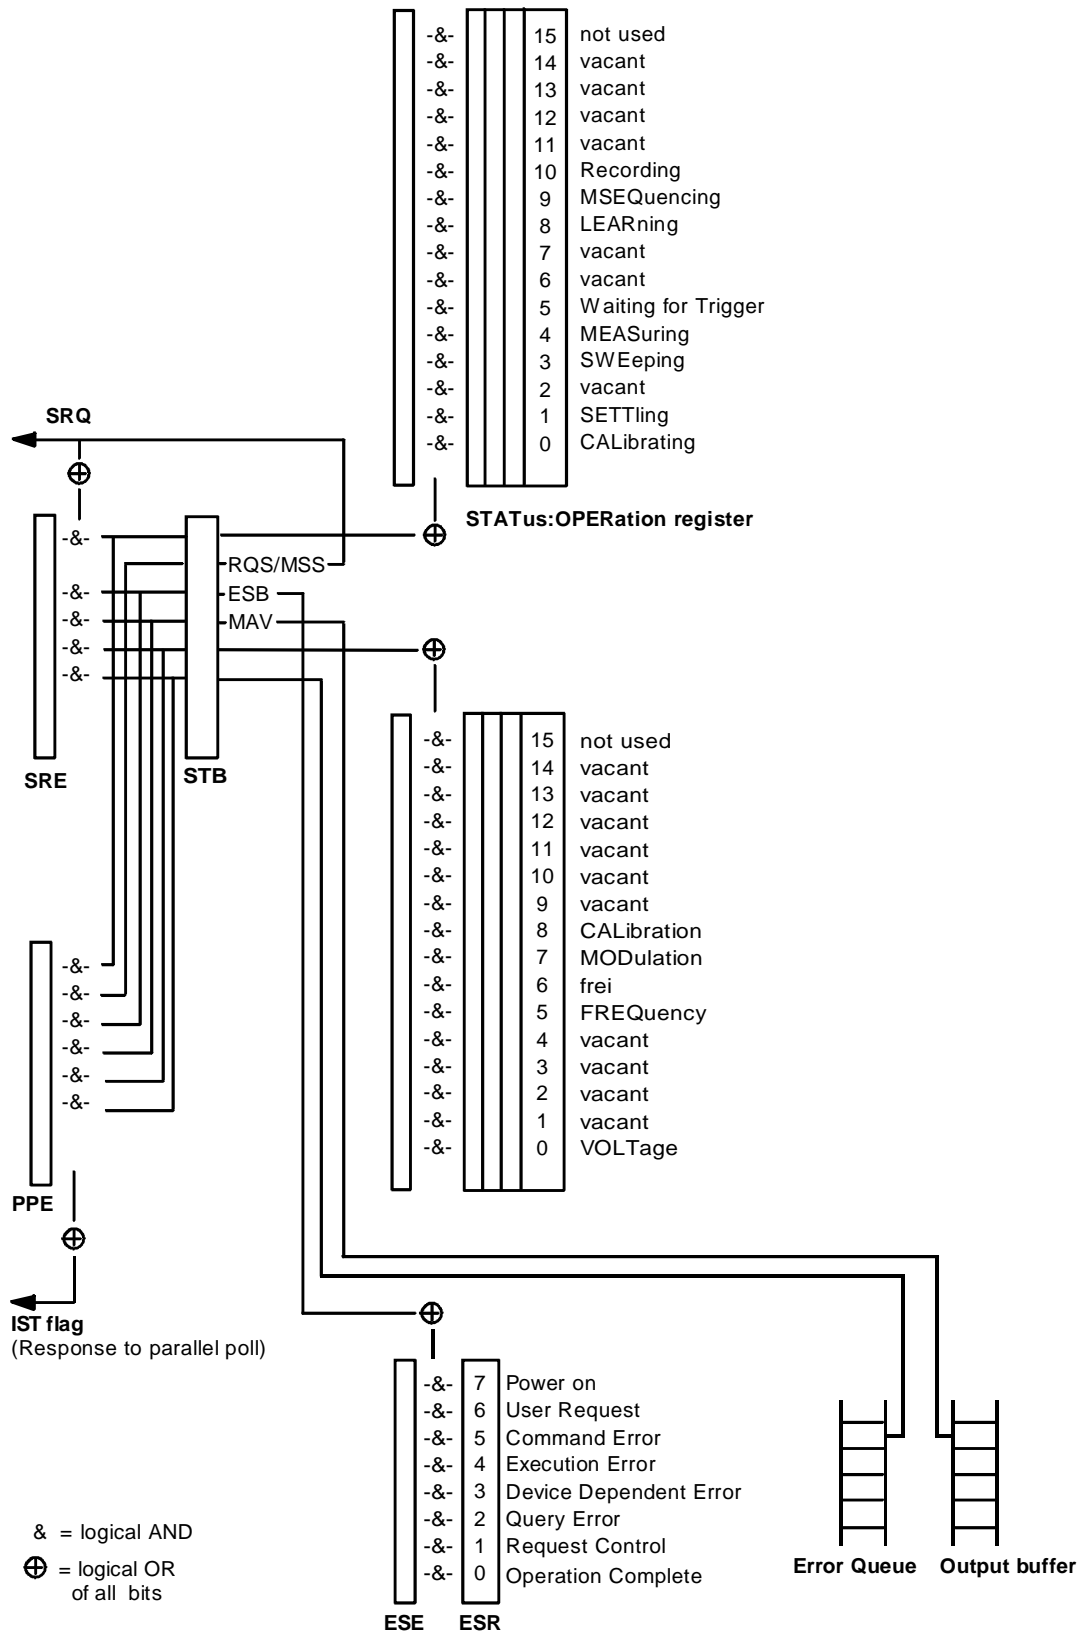 -&- 15 not used
-&- 14 vacant
-&- 13 vacant
-&- 12 vacant
-&- 11 vacant
-&- 10 Recording
-&- 9 MSEQuencing
-&- 8 LEARning
-&- 7 vacant
-&- 6 vacant
-&- 5 Waiting for Trigger
-&- 4 MEASuring
-&- 3 SWEeping
-&- 2 vacant
-&- 1 SETTling
-&- 0 CALibrating
STATus:OPERation register
SRQ
-&-
RQS/MSS
-&- ESB
-&- MAV
-&-
-&-
SRE
STB
-&- 15 not used
-&- 14 vacant
-&- 13 vacant
-&- 12 vacant
-&- 11 vacant
-&- 10 vacant
-&- 9 vacant
-&- 8 CALibration
-&- 7 MODulation
-&- 6 frei
-&- 5 FREQuency
-&- 4 vacant
-&- 3 vacant
-&- 2 vacant
-&- 1 vacant
-&- 0 VOLTage
-&-
-&-
-&-
-&-
-&-
-&-
PPE
IST flag
(Response to parallel poll)
-&- 7 Power on
-&- 6 User Request
-&- 5 Command Error
-&- 4 Execution Error
-&- 3 Device Dependent Error
-&- 2 Query Error
-&- 1 Request Control
-&- 0 Operation Complete
ESE ESR
Error Queue Output buffer
& = logical AND
⊕ = logical OR
of all bits